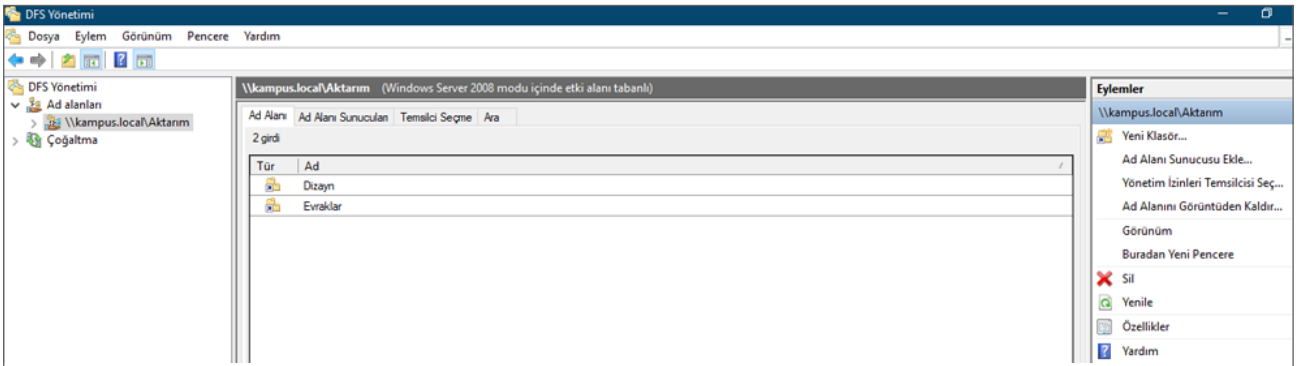 DFS Yönetimi
Dosya Eylem Görünüm Pencere Yardım
DFS Yönetimi
Ad alanları
\\kampus.local\Aktarım
Çoğaltma
\\kampus.local\Aktarım (Windows Server 2008 modu içinde etki alanı tabanlı)
Ad Alanı Ad Alanı Sunucuları Temsilci Seçme Ara
2 girdi
Tür Ad
Dizayn
Evraklar
Eylemler
\\kampus.local\Aktarım
Yeni Klasör...
Ad Alanı Sunucusu Ekle...
Yönetim İzinleri Temsilcisi Seç...
Ad Alanını Görüntüden Kaldır...
Görünüm
Buradan Yeni Pencere
Sil
Yenile
Özellikler
Yardım